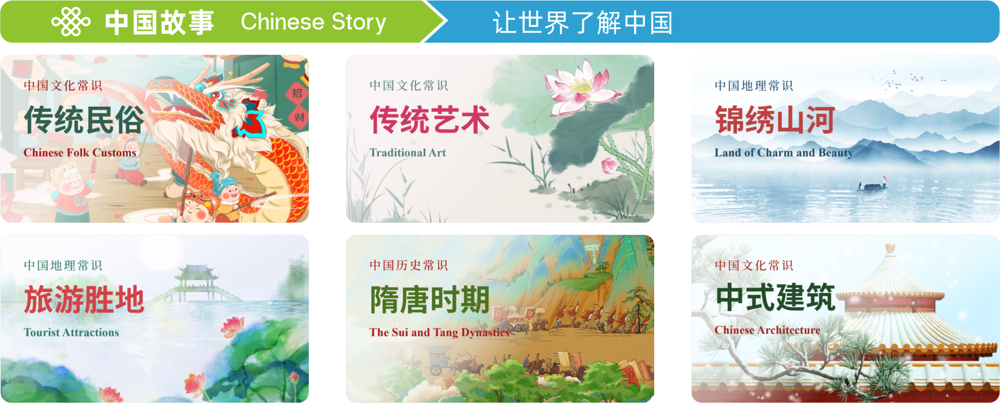 中国故事 Chinese Story 让世界了解中国
中国文化常识
传统民俗
Chinese Folk Customs
招
财
中国文化常识
传统艺术
Traditional Art
中国地理常识
锦绣山河
Land of Charm and Beauty
中国地理常识
旅游胜地
Tourist Attractions
中国历史常识
隋唐时期
The Sui and Tang Dynasties
中国文化常识
中式建筑
Chinese Architecture